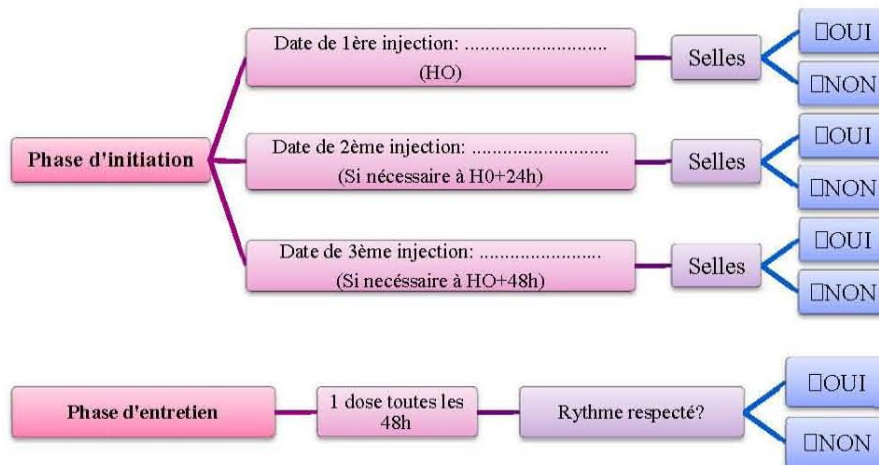 Phase d'initiation
Date de 1ère injection: ............................
(HO)
Selles
□OUI
□NON
Date de 2ème injection: ...........................
(Si nécessaire à H0+24h)
Selles
□OUI
□NON
Date de 3ème injection: ........................
(Si necéssaire à HO+48h)
Selles
□OUI
□NON
Phase d'entretien
1 dose toutes les
48h
Rythme respecté?
□OUI
□NON